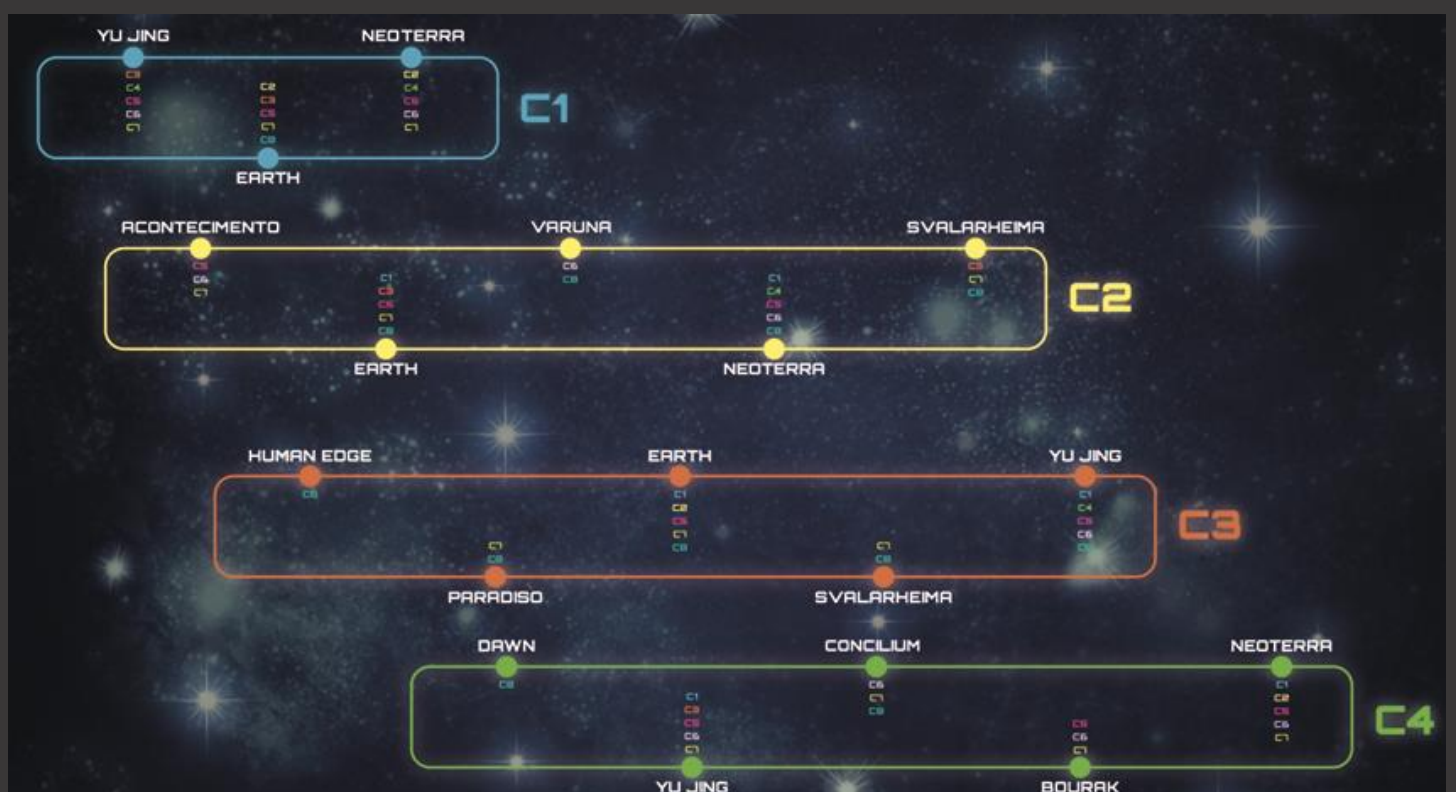 YU JING
NEOTERRA
C3
C4
C5
C6
C7
C2
C3
C5
C7
C8
C2
C4
C5
C6
C7
C1
EARTH
ACONTECIMENTO
VARUNA
SVALARHEIMA
C5
C6
C7
C1
C3
C5
C7
C8
C6
C8
C1
C4
C5
C6
C8
C3
C7
C8
C2
EARTH
NEOTERRA
HUMAN EDGE
EARTH
YU JING
C8
C7
C8
C1
C2
C5
C7
C8
C7
C8
C1
C4
C5
C6
C3
PARADISO
SVALARHEIMA
DAWN
CONCILIUM
NEOTERRA
C8
C1
C3
C5
C6
C7
C6
C7
C8
C5
C6
C7
C1
C2
C5
C6
C7
C4
YU JING
BOURAK